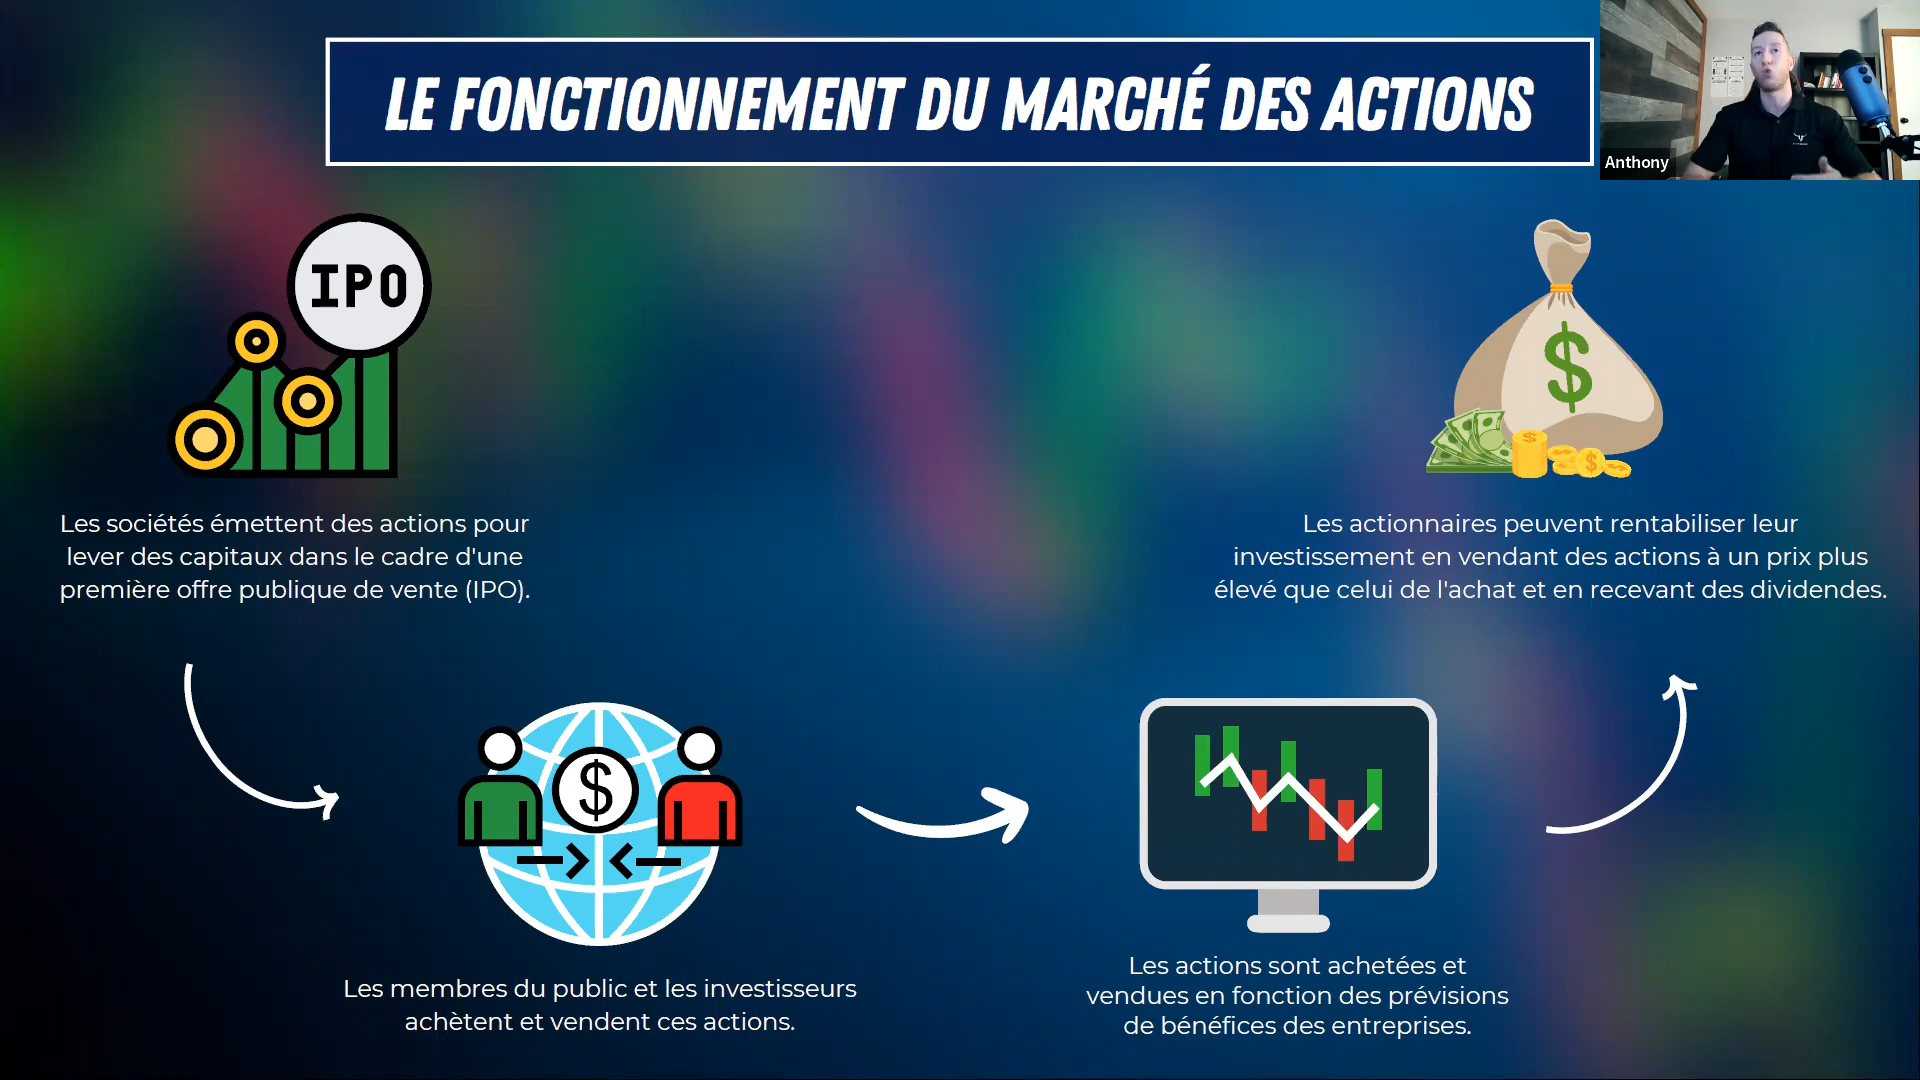 LE FONCTIONNEMENT DU MARCHÉ DES ACTIONS
Anthony
IPO
$
$
$
Les sociétés émettent des actions pour
lever des capitaux dans le cadre d'une
première offre publique de vente (IPO).
Les actionnaires peuvent rentabiliser leur
investissement en vendant des actions à un prix plus
élevé que celui de l'achat et en recevant des dividendes.
$
Les membres du public et les investisseurs
achètent et vendent ces actions.
Les actions sont achetées et
vendues en fonction des prévisions
de bénéfices des entreprises.